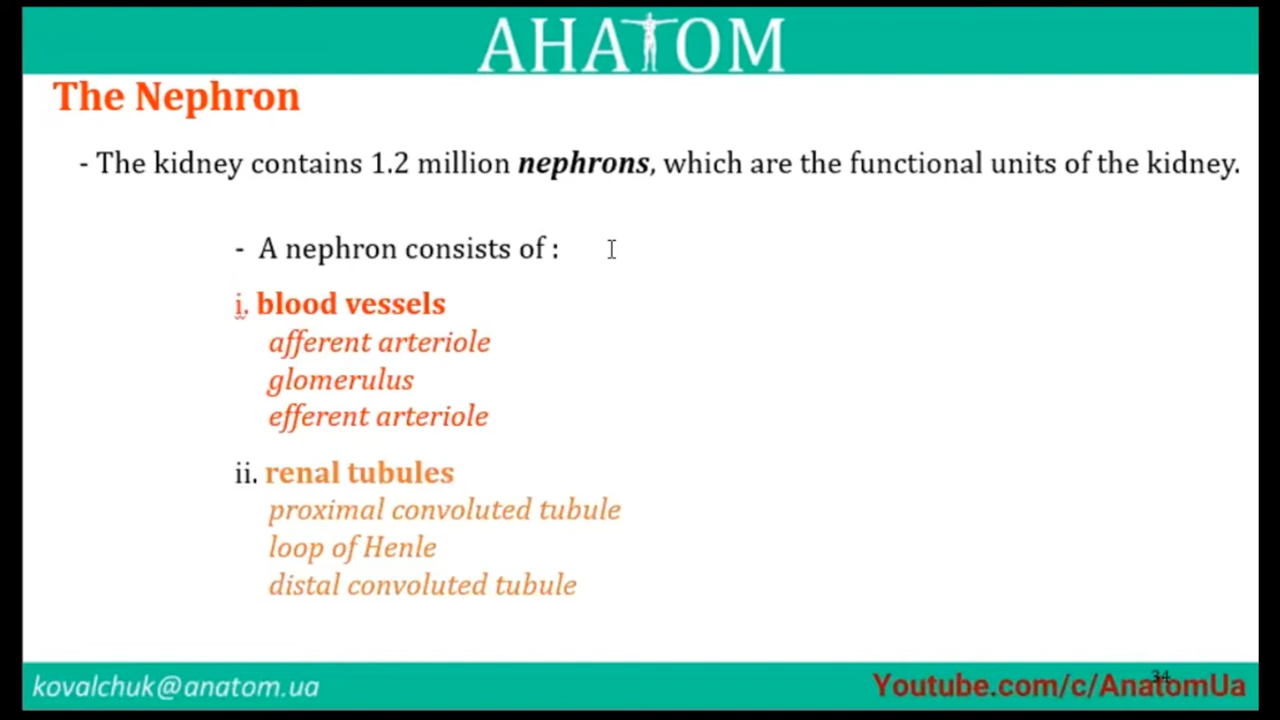 AHATOM
The Nephron
- The kidney contains 1.2 million nephrons, which are the functional units of the kidney.
- A nephron consists of :
i. blood vessels
afferent arteriole
glomerulus
efferent arteriole
ii. renal tubules
proximal convoluted tubule
loop of Henle
distal convoluted tubule
34
kovalchuk@anatom.ua
Youtube.com/c/AnatomUa